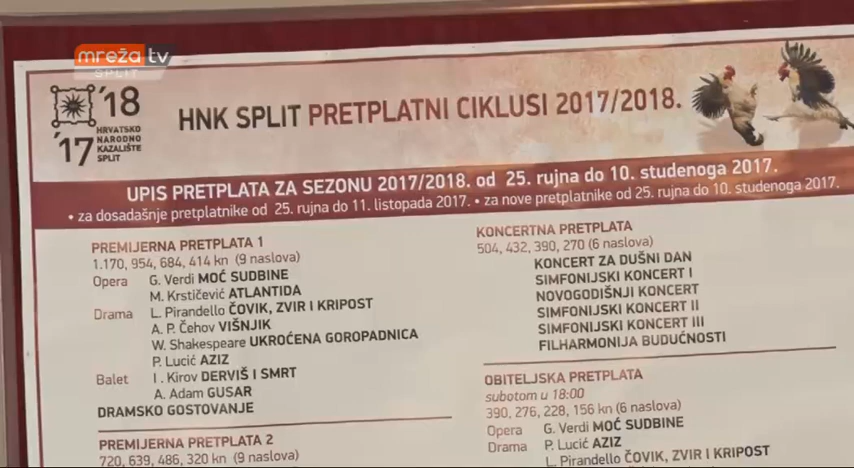 mreža tv
SPLIT
'18
'17
HRVATSKO
NARODNO
KAZALIŠTE
SPLIT
HNK SPLIT PRETPLATNI CIKLUSI 2017/2018.
UPIS PRETPLATA ZA SEZONU 2017/2018. od 25. rujna do 10. studenoga 2017.
• za dosadašnje pretplatnike od 25. rujna do 11. listopada 2017. • za nove pretplatnike od 25. rujna do 10. studenoga 2017.
PREMIJERNA PRETPLATA 1
1.170, 954, 684, 414 kn (9 naslova)
Opera G. Verdi MOĆ SUDBINE
M. Krstičević ATLANTIDA
Drama L. Pirandello ČOVIK, ZVIR I KRIPOST
A. P. Čehov VIŠNJIK
W. Shakespeare UKROĆENA GOROPADNICA
P. Lucić AZIZ
Balet I. Kirov DERVIŠ I SMRT
A. Adam GUSAR
DRAMSKO GOSTOVANJE
PREMIJERNA PRETPLATA 2
720, 639, 486, 320 kn (9 naslova)
KONCERTNA PRETPLATA
504, 432, 390, 270 (6 naslova)
KONCERT ZA DUŠNI DAN
SIMFONIJSKI KONCERT I
NOVOGODIŠNJI KONCERT
SIMFONIJSKI KONCERT II
SIMFONIJSKI KONCERT III
FILHARMONIJA BUDUĆNOSTI
OBITELJSKA PRETPLATA
subotom u 18:00
390, 276, 228, 156 kn (6 naslova)
Opera G. Verdi MOĆ SUDBINE
Drama P. Lucić AZIZ
L. Pirandello ČOVIK, ZVIR I KRIPOST